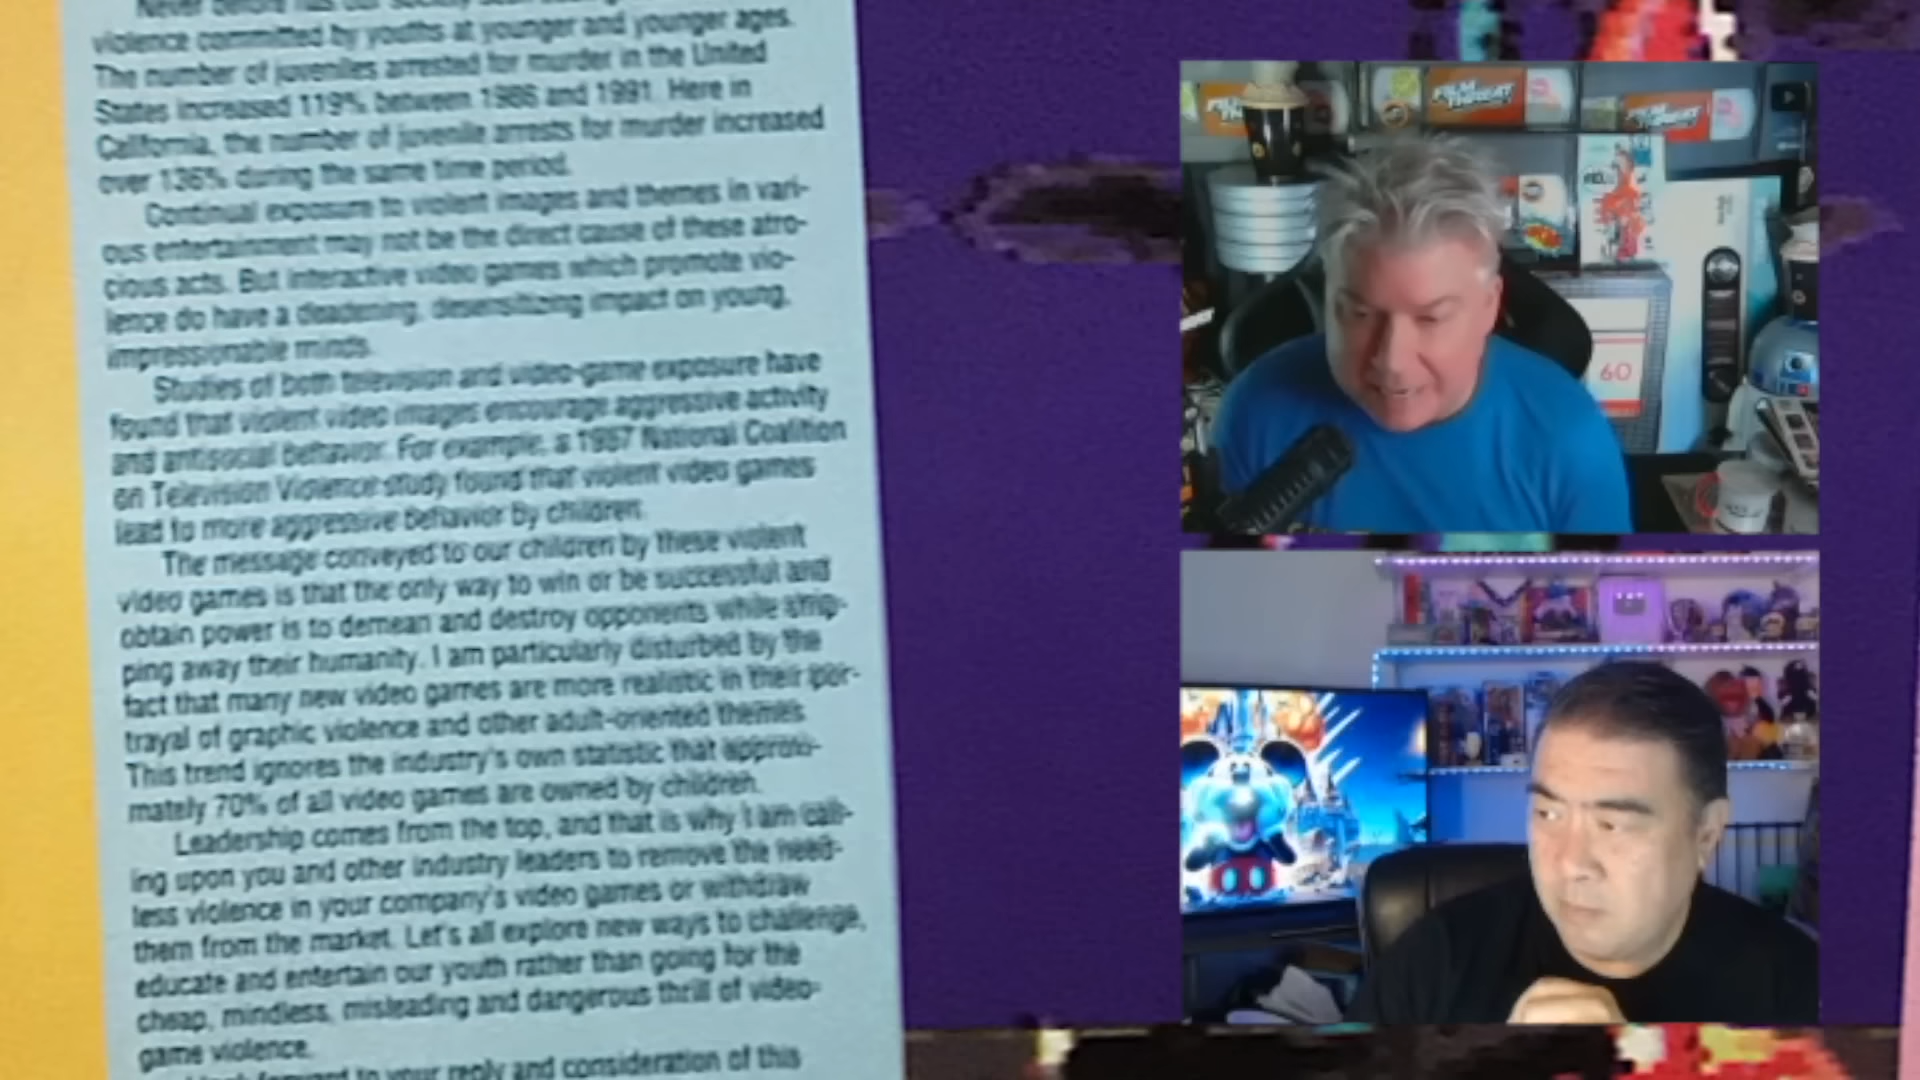 Never before has our society
violence committed by youths at younger and younger ages.
The number of juveniles arrested for murder in the United
States increased 119% between 1986 and 1991. Here in
California, the number of juvenile arrests for murder increased
over 136% during the same time period.
Continual exposure to violent images and themes in vari-
ous entertainment may not be the direct cause of these atro-
cious acts. But interactive video games which promote vio-
lence do have a deadening, desensitizing impact on young,
impressionable minds.
Studies of both television and video-game exposure have
found that violent video images encourage aggressive activity
and antisocial behavior. For example, a 1987 National Coalition
on Television Violence study found that violent video games
lead to more aggressive behavior by children.
The message conveyed to our children by these violent
video games is that the only way to win or be successful and
obtain power is to demean and destroy opponents while strip-
ping away their humanity. I am particularly disturbed by the
fact that many new video games are more realistic in their por-
trayal of graphic violence and other adult-oriented themes.
This trend ignores the industry's own statistic that approxi-
mately 70% of all video games are owned by children.
Leadership comes from the top, and that is why I am call-
ing upon you and other industry leaders to remove the need-
less violence in your company's video games or withdraw
them from the market. Let's all explore new ways to challenge,
educate and entertain our youth rather than going for the
cheap, mindless, misleading and dangerous thrill of video-
game violence.
forward to your reply and consideration of this
FILM THREAT
FILM THREAT
FILM THREAT
60